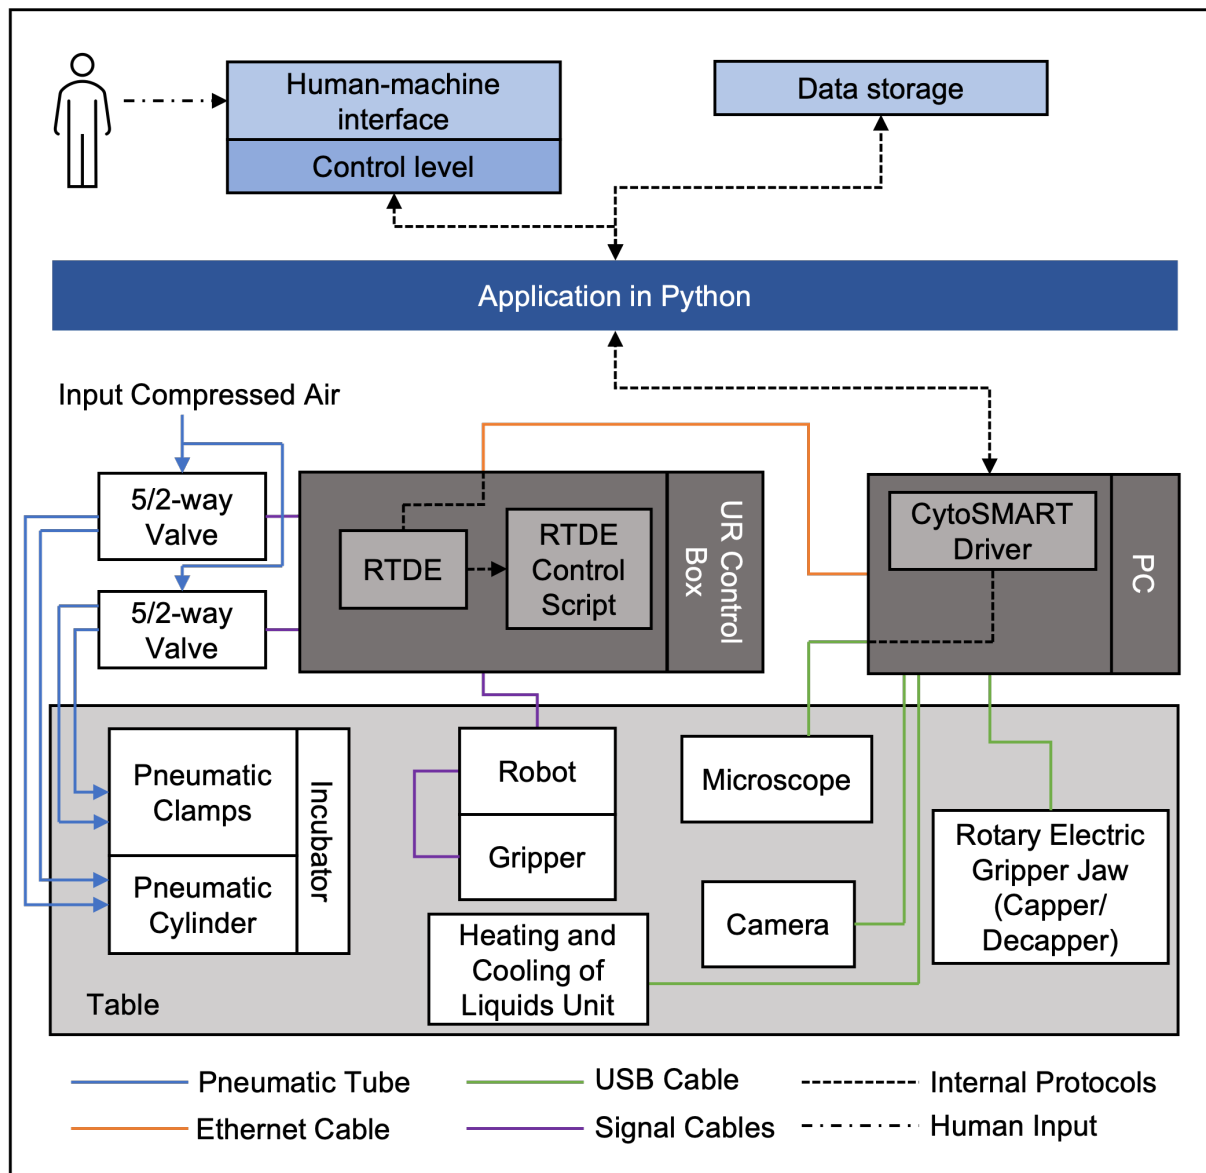 Human-machine
interface
Control level
Data storage
Application in Python
Input Compressed Air
5/2-way
Valve
5/2-way
Valve
RTDE
RTDE
Control
Script
UR Control
Box
CytoSMART
Driver
PC
Pneumatic
Clamps
Pneumatic
Cylinder
Incubator
Robot
Gripper
Microscope
Camera
Heating and
Cooling of
Liquids Unit
Rotary Electric
Gripper Jaw
(Capper/
Decapper)
Table
Pneumatic Tube
USB Cable
Internal Protocols
Ethernet Cable
Signal Cables
Human Input